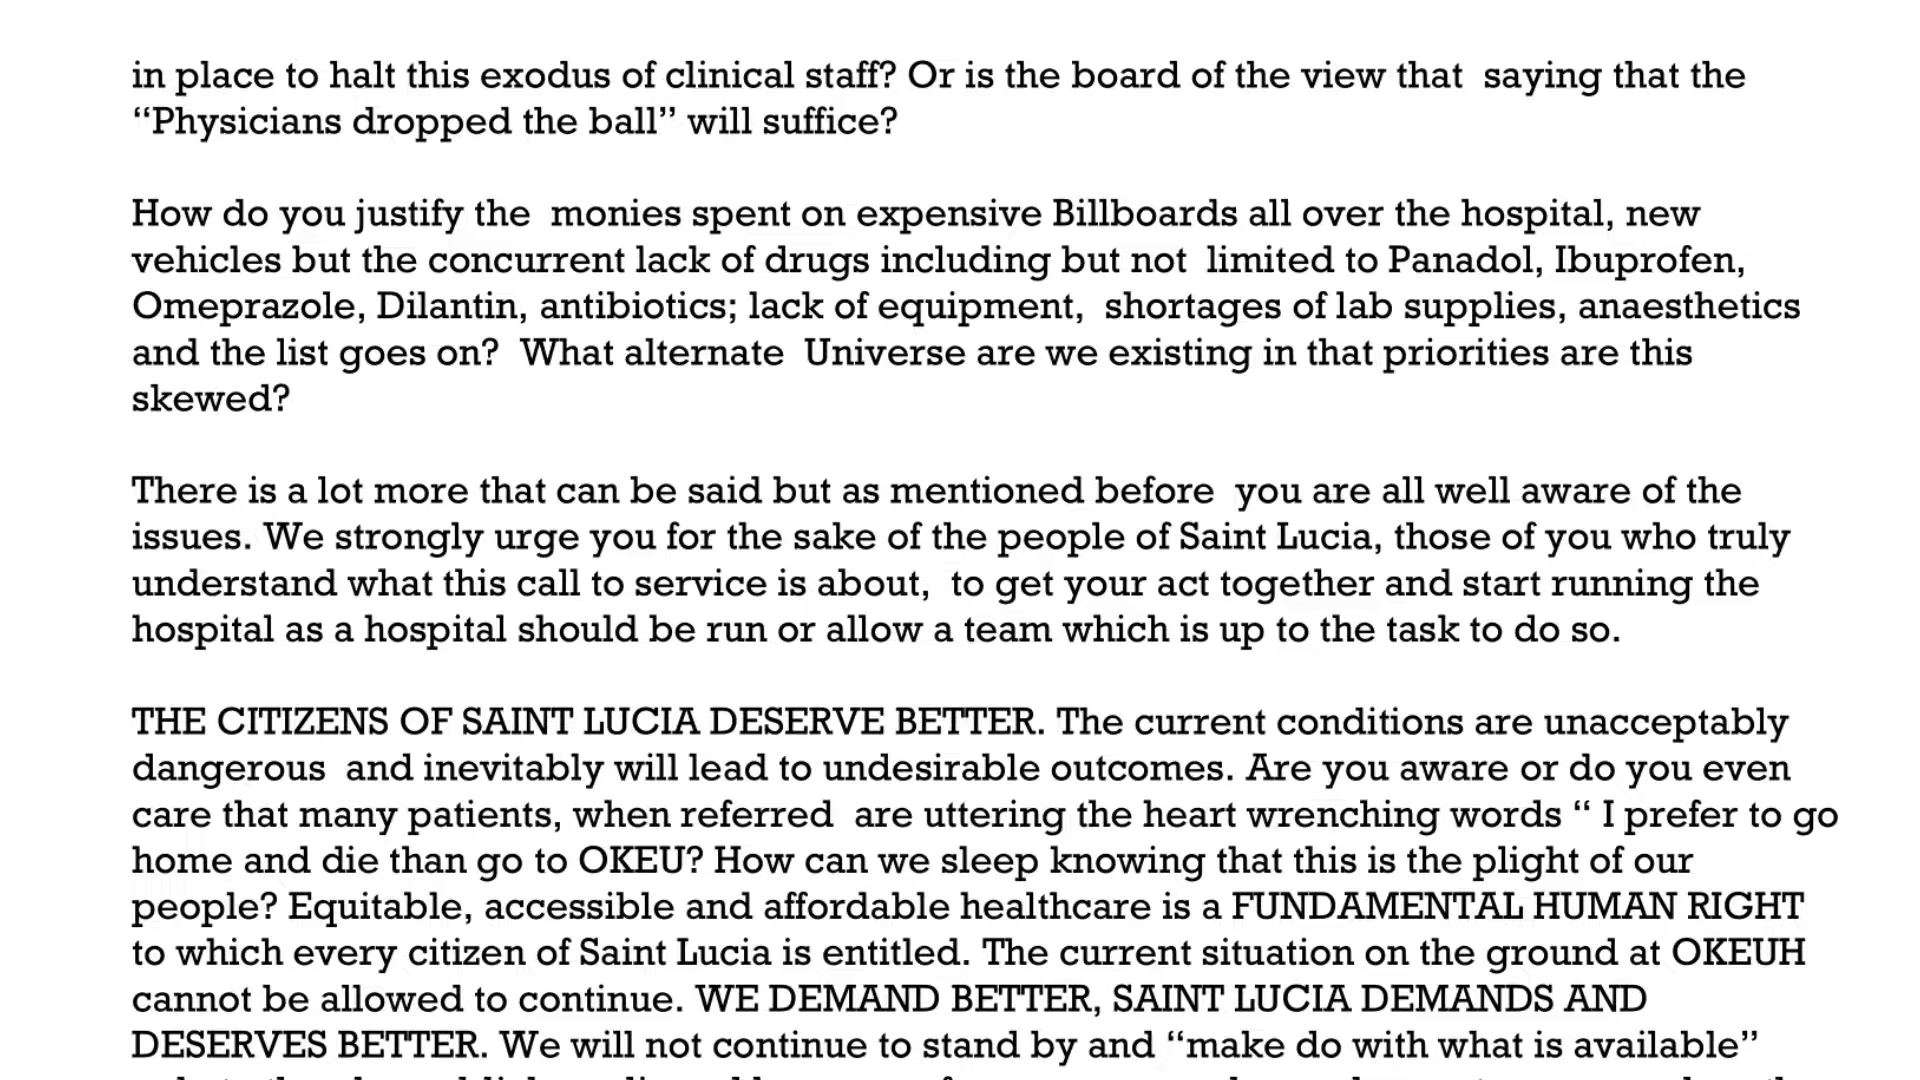 in place to halt this exodus of clinical staff? Or is the board of the view that  saying that the
“Physicians dropped the ball” will suffice?
How do you justify the  monies spent on expensive Billboards all over the hospital, new
vehicles but the concurrent lack of drugs including but not  limited to Panadol, Ibuprofen,
Omeprazole, Dilantin, antibiotics; lack of equipment,  shortages of lab supplies, anaesthetics
and the list goes on?  What alternate  Universe are we existing in that priorities are this
skewed?
There is a lot more that can be said but as mentioned before  you are all well aware of the
issues. We strongly urge you for the sake of the people of Saint Lucia, those of you who truly
understand what this call to service is about,  to get your act together and start running the
hospital as a hospital should be run or allow a team which is up to the task to do so.
THE CITIZENS OF SAINT LUCIA DESERVE BETTER. The current conditions are unacceptably
dangerous  and inevitably will lead to undesirable outcomes. Are you aware or do you even
care that many patients, when referred  are uttering the heart wrenching words “ I prefer to go
home and die than go to OKEU? How can we sleep knowing that this is the plight of our
people? Equitable, accessible and affordable healthcare is a FUNDAMENTAL HUMAN RIGHT
to which every citizen of Saint Lucia is entitled. The current situation on the ground at OKEUH
cannot be allowed to continue. WE DEMAND BETTER, SAINT LUCIA DEMANDS AND
DESERVES BETTER. We will not continue to stand by and “make do with what is available”